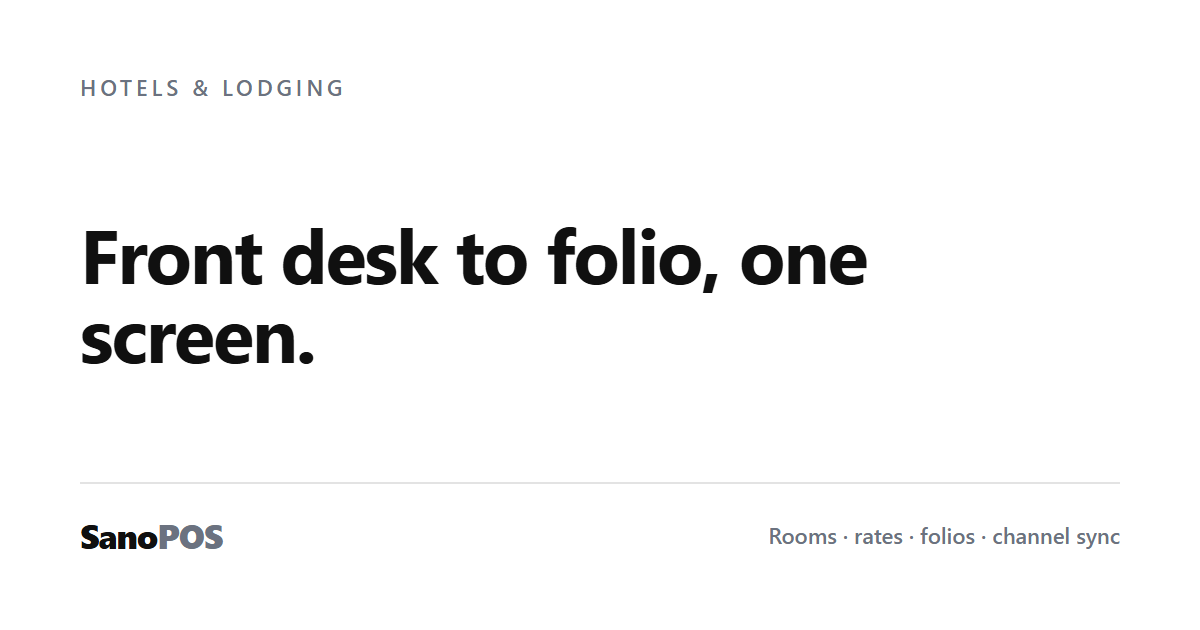 HOTELS & LODGING
Front desk to folio, one
screen.
SanoPOS
Rooms · rates · folios · channel sync